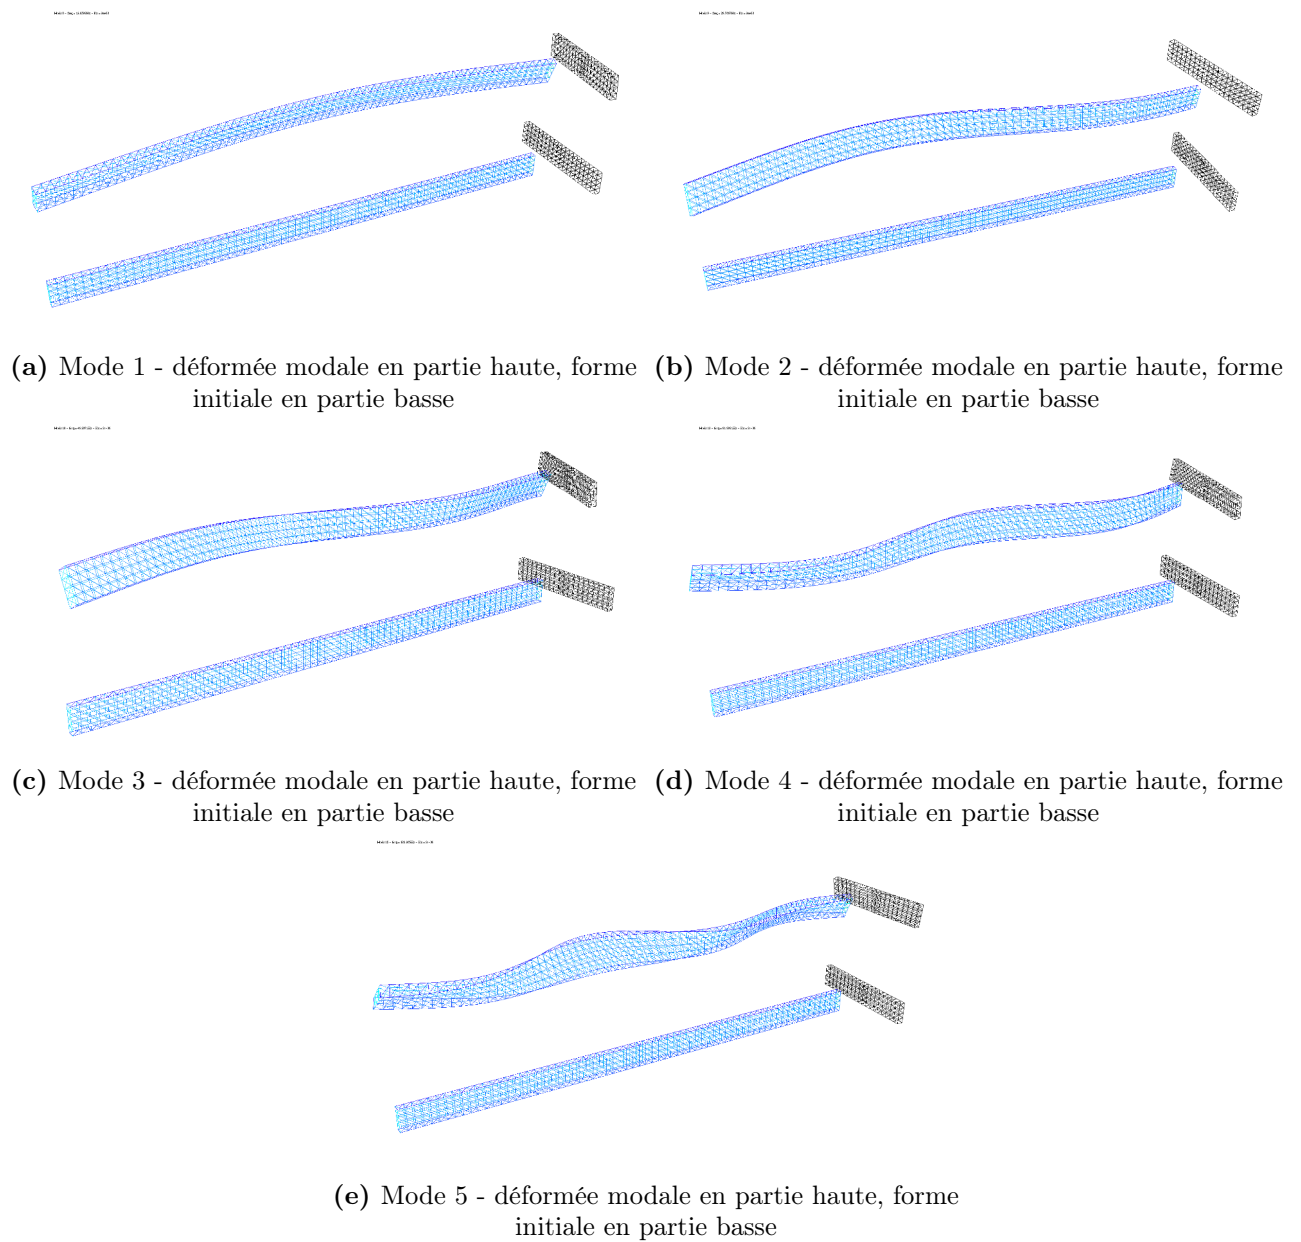 (a) Mode 1 - déformée modale en partie haute, forme
initiale en partie basse
(b) Mode 2 - déformée modale en partie haute, forme
initiale en partie basse
(c) Mode 3 - déformée modale en partie haute, forme
initiale en partie basse
(d) Mode 4 - déformée modale en partie haute, forme
initiale en partie basse
(e) Mode 5 - déformée modale en partie haute, forme
initiale en partie basse